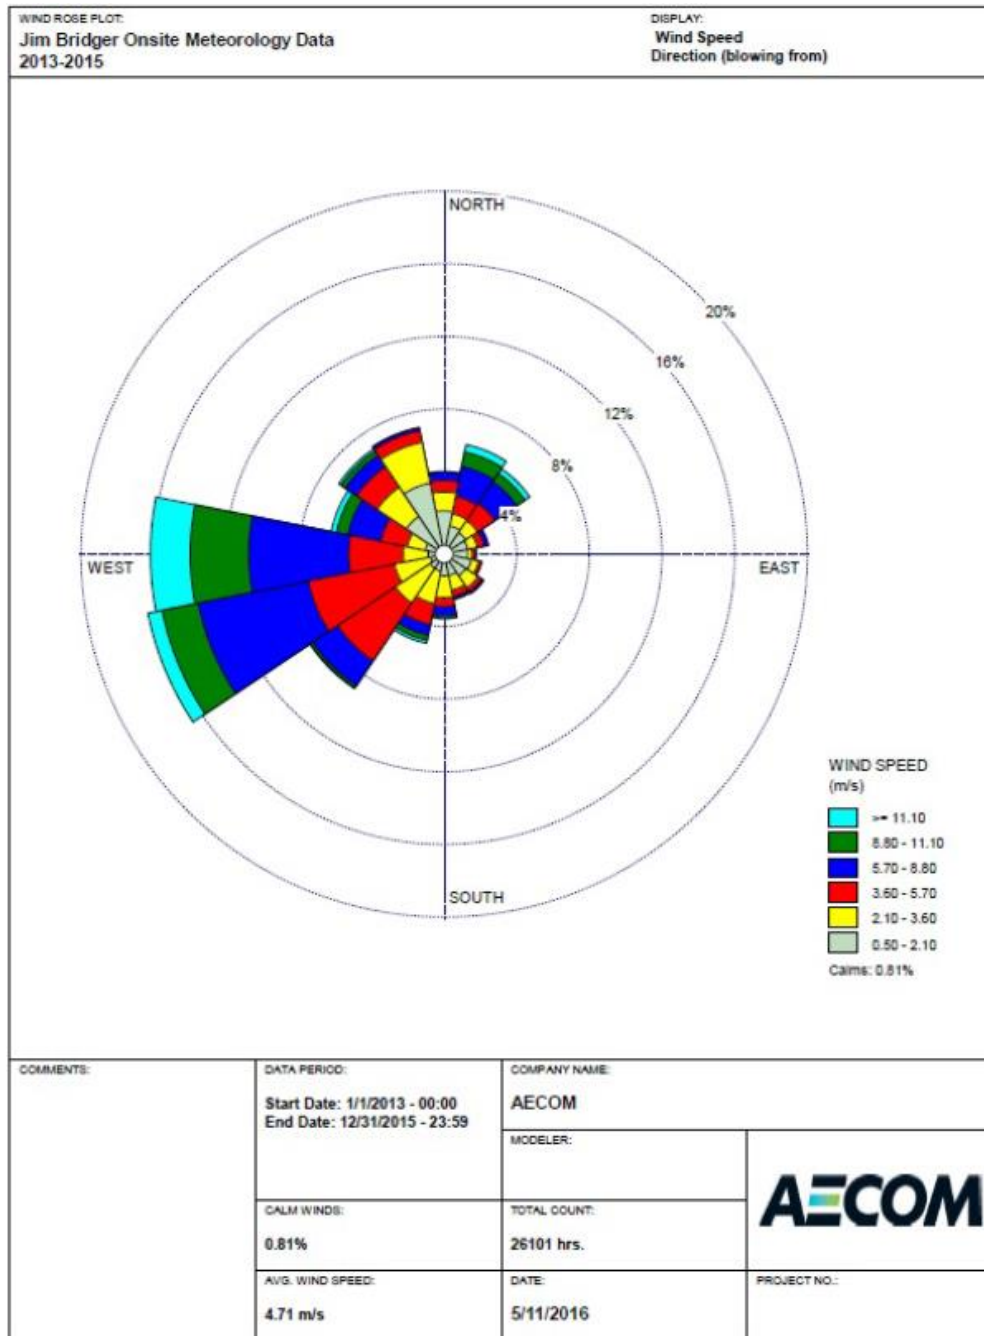 WIND ROSE PLOT:
Jim Bridger Onsite Meteorology Data
2013-2015
DISPLAY:
Wind Speed
Direction (blowing from)
NORTH
20%
16%
12%
8%
4%
WEST
EAST
SOUTH
WIND SPEED
(m/s)
>= 11.10
8.80 - 11.10
5.70 - 8.80
3.60 - 5.70
2.10 - 3.60
0.50 - 2.10
Calms: 0.81%
COMMENTS:
DATA PERIOD:
Start Date: 1/1/2013 - 00:00
End Date: 12/31/2015 - 23:59
COMPANY NAME:
AECOM
MODELER:
CALM WINDS:
0.81%
TOTAL COUNT:
26101 hrs.
AECOM
AVG. WIND SPEED:
4.71 m/s
DATE:
5/11/2016
PROJECT NO.: